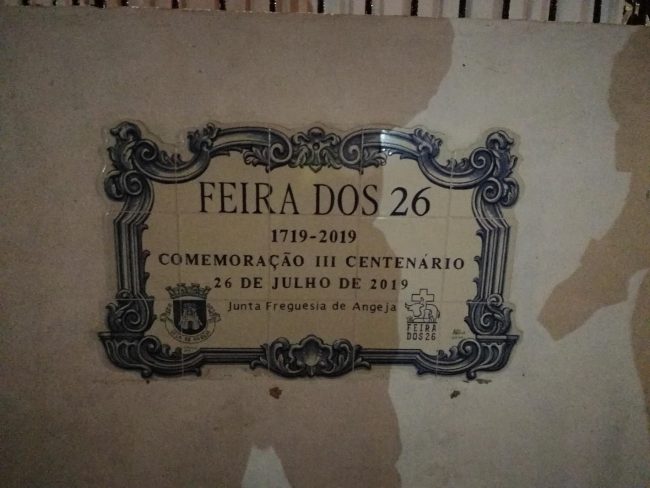 FEIRA DOS 26
1719-2019
COMEMORAÇÃO III CENTENÁRIO
26 DE JULHO DE 2019
Junta Freguesia de Angeja
FEIRA
DOS 26